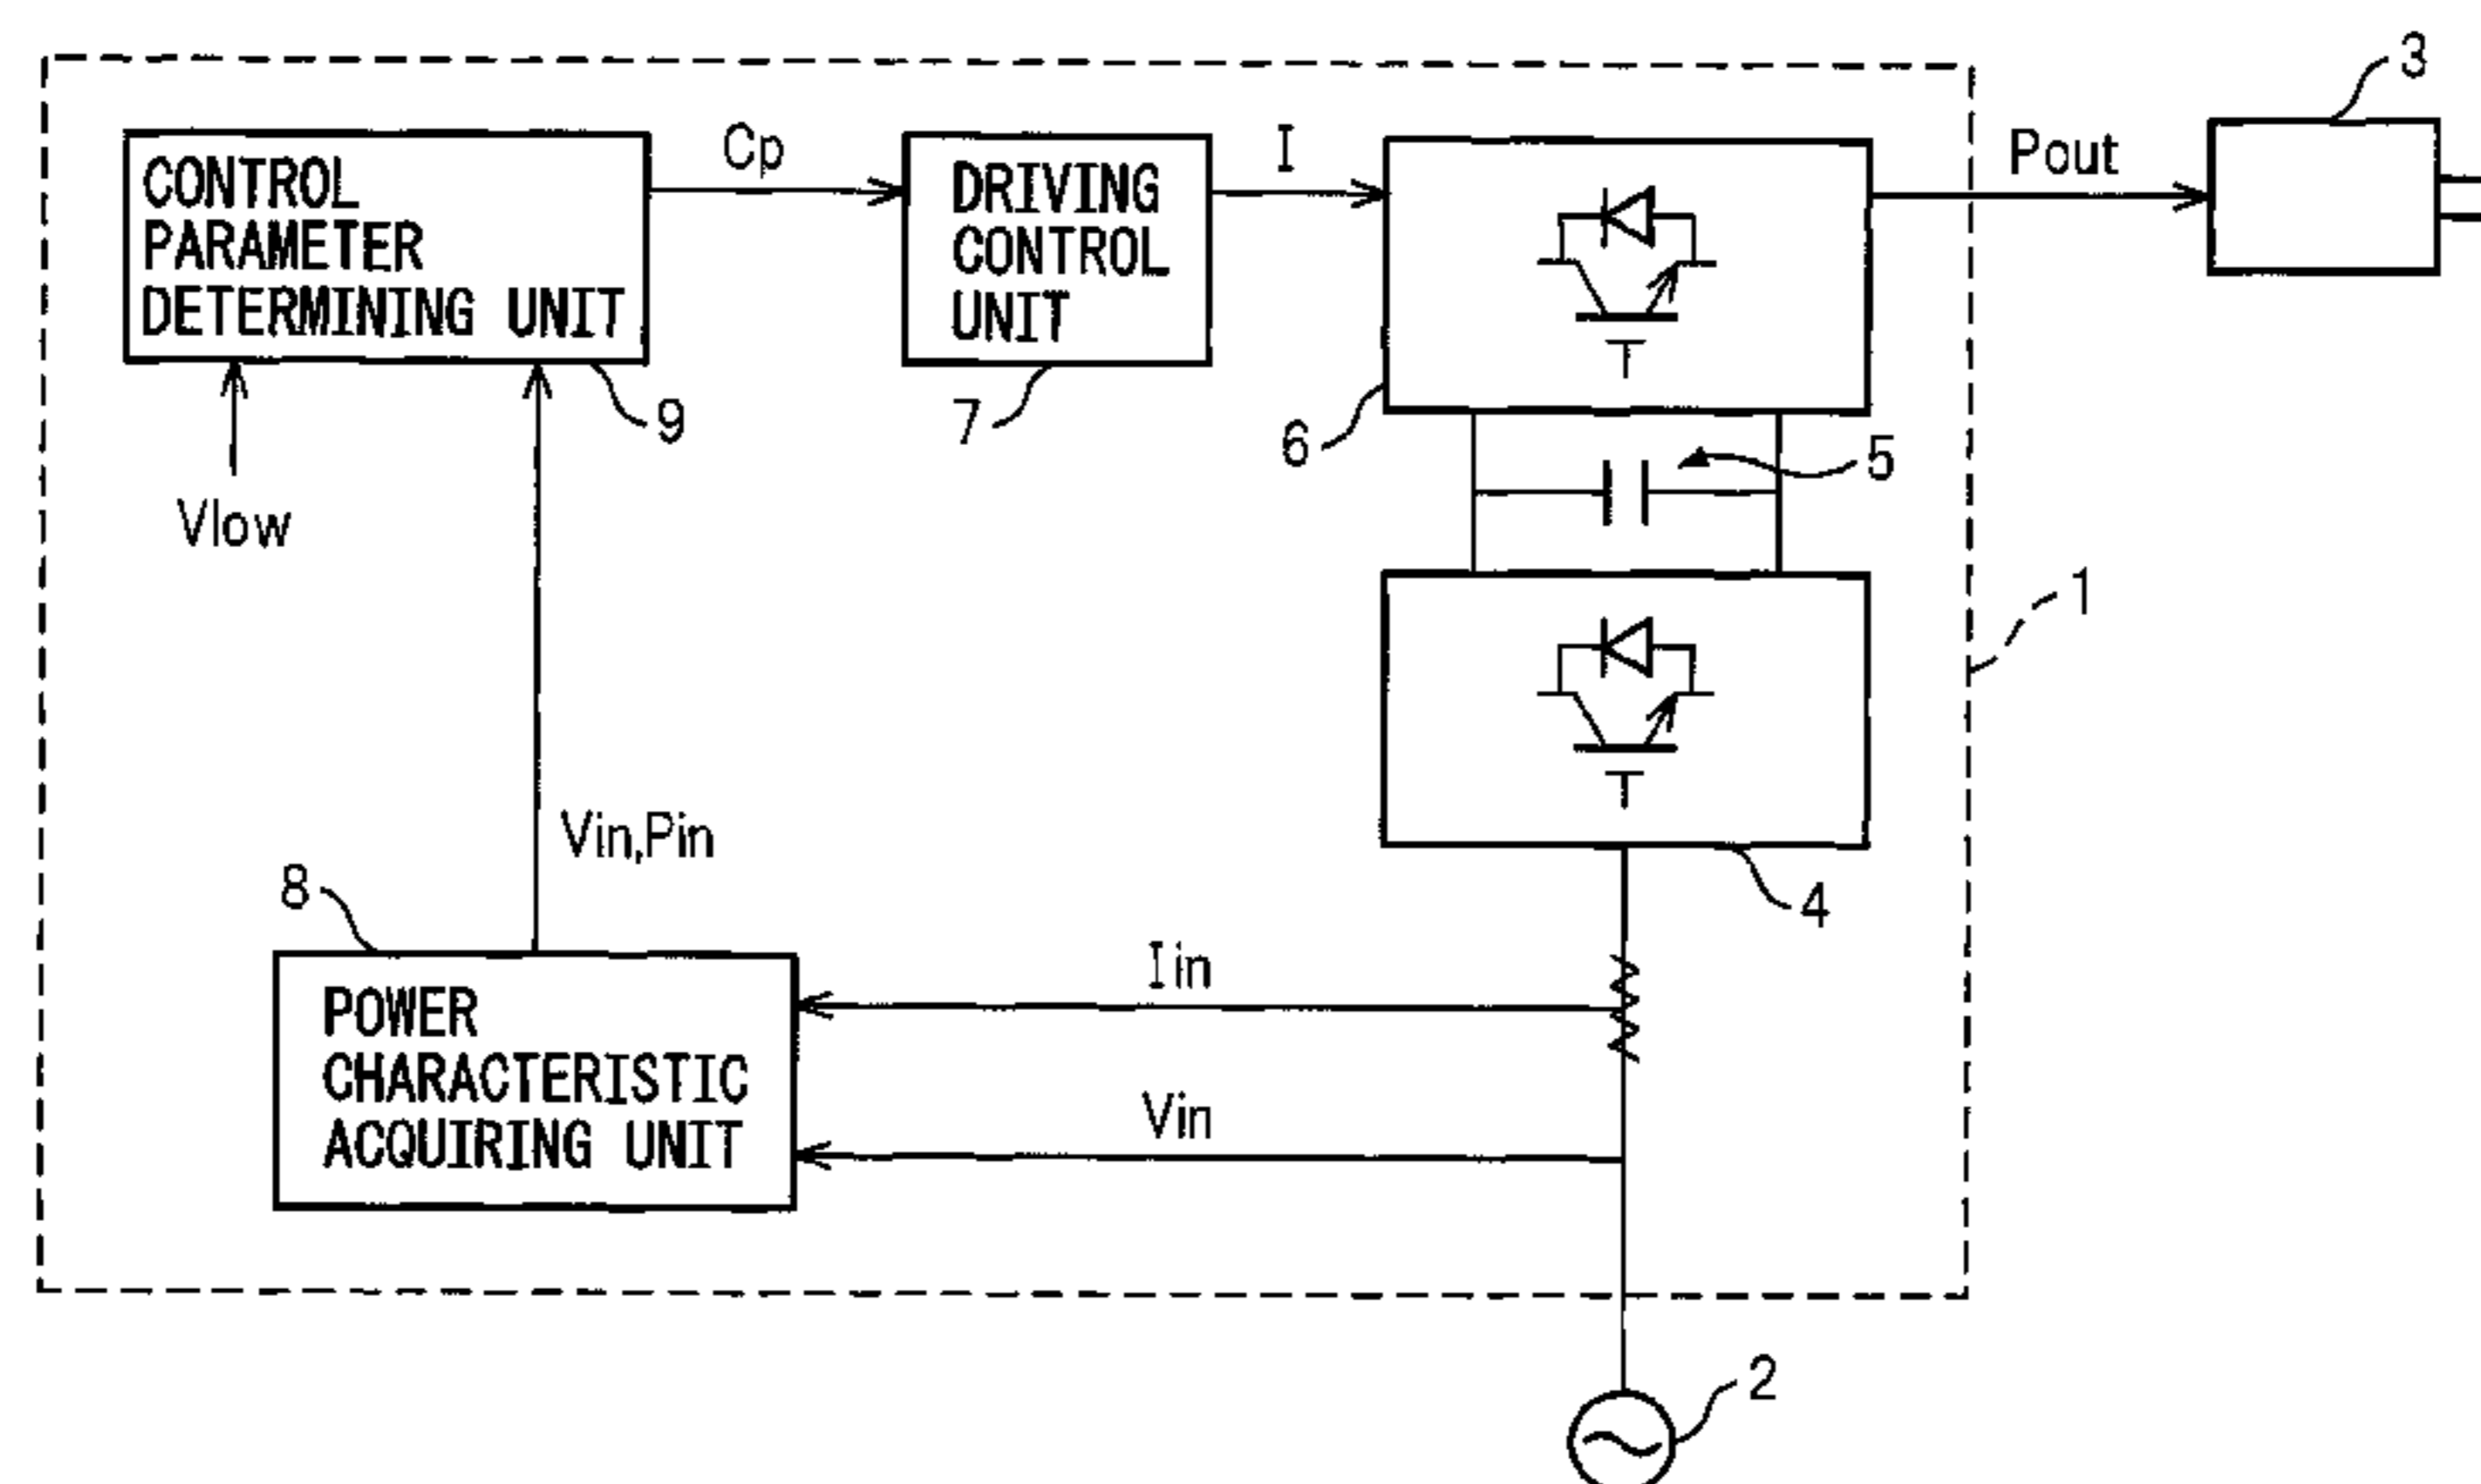 3
Cp
I
Pout
CONTROL
PARAMETER
DETERMINING UNIT
DRIVING
CONTROL
UNIT
9
7
6
5
Vlow
1
Vin,Pin
8
4
Iin
POWER
CHARACTERISTIC
ACQUIRING UNIT
Vin
2